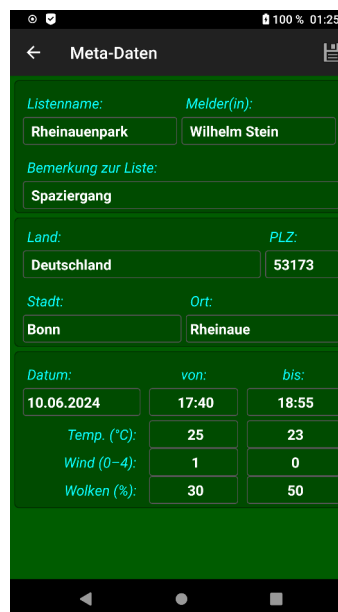 100 % 01:25
Meta-Daten
Listenname: Melder(in):
Rheinauenpark Wilhelm Stein
Bemerkung zur Liste:
Spaziergang
Land: PLZ:
Deutschland 53173
Stadt: Ort:
Bonn Rheinaue
Datum: von: bis:
10.06.2024 17:40 18:55
Temp. (°C): 25 23
Wind (0–4): 1 0
Wolken (%): 30 50